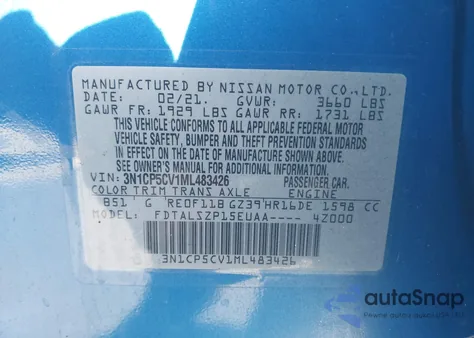 MANUFACTURED BY NISSAN MOTOR CO.,LTD.
DATE: 02/21. GVWR: 3660 LBS
GAWR FR: 1929 LBS GAWR RR: 1731 LBS
THIS VEHICLE CONFORMS TO ALL APPLICABLE FEDERAL MOTOR
VEHICLE SAFETY, BUMPER AND THEFT PREVENTION STANDARDS
IN EFFECT ON THE DATE OF MANUFACTURE SHOWN ABOVE.
SEE OWNERS MANUAL FOR ADDITIONAL INFORMATION.
VIN: 3N1CP5CV1ML483426 PASSENGER CAR.
COLOR TRIM TRANS AXLE ENGINE
B51 G RE0F11B GZ39 HR16DE 1598 CC
MODEL: FDTALSZP15EUAA---- 4Z000
3N1CP5CV1ML483426
autoSnap